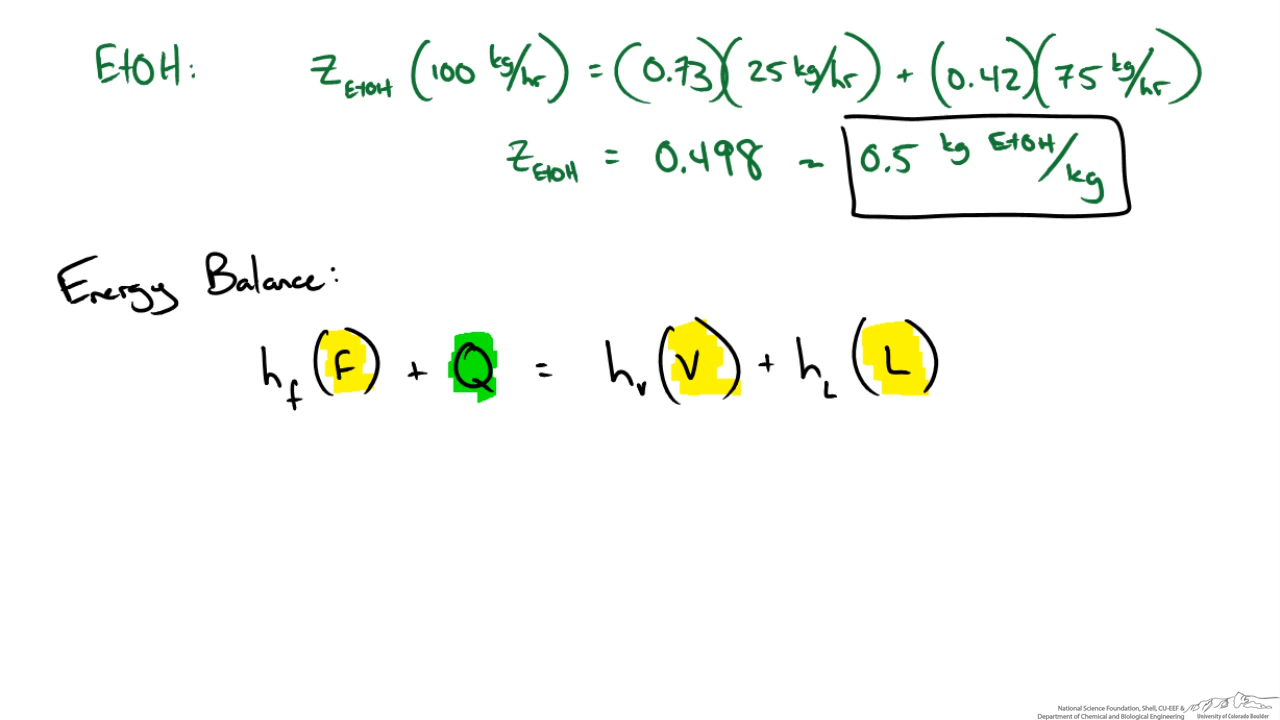 EtOH: Z_EtOH (100 kg/hr) = (0.73)(25 kg/hr) + (0.42)(75 kg/hr)
Z_EtOH = 0.498 ~ 0.5 kg EtOH/kg
Energy Balance:
h_f (F) + Q = h_v (V) + h_L (L)
National Science Foundation, Shell, CU-EEF &
Department of Chemical and Biological Engineering University of Colorado Boulder